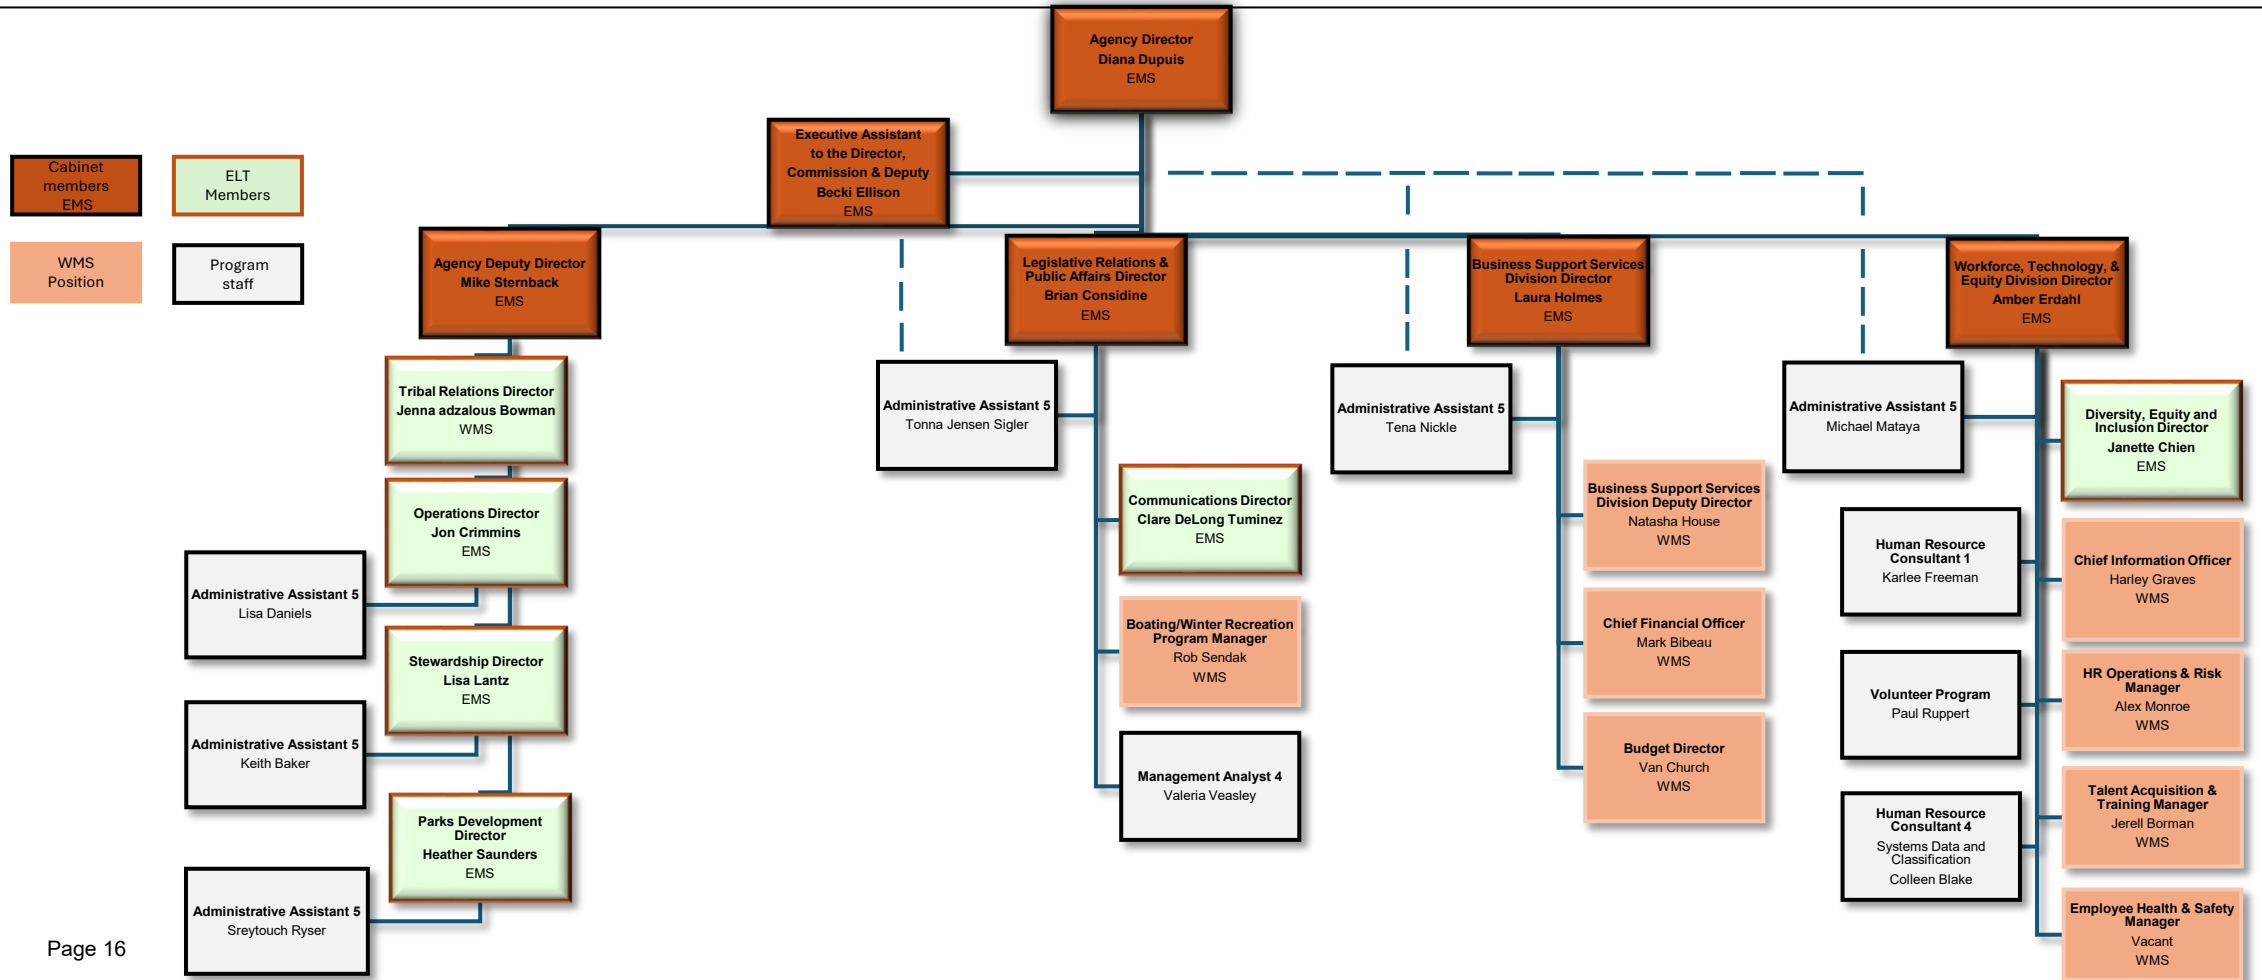 Agency Director
Diana Dupuis
EMS
Executive Assistant
to the Director,
Commission & Deputy
Becki Ellison
EMS
Cabinet
members
EMS
ELT
Members
WMS
Position
Program
staff
Agency Deputy Director
Mike Sternback
EMS
Legislative Relations &
Public Affairs Director
Brian Considine
EMS
Business Support Services
Division Director
Laura Holmes
EMS
Workforce, Technology, &
Equity Division Director
Amber Erdahl
EMS
Tribal Relations Director
Jenna adzalous Bowman
WMS
Operations Director
Jon Crimmins
EMS
Administrative Assistant 5
Lisa Daniels
Stewardship Director
Lisa Lantz
EMS
Administrative Assistant 5
Keith Baker
Parks Development
Director
Heather Saunders
EMS
Administrative Assistant 5
Sreytouch Ryser
Administrative Assistant 5
Tonna Jensen Sigler
Communications Director
Clare DeLong Tuminez
EMS
Boating/Winter Recreation
Program Manager
Rob Sendak
WMS
Management Analyst 4
Valeria Veasley
Administrative Assistant 5
Tena Nickle
Business Support Services
Division Deputy Director
Natasha House
WMS
Chief Financial Officer
Mark Bibeau
WMS
Budget Director
Van Church
WMS
Administrative Assistant 5
Michael Mataya
Diversity, Equity and
Inclusion Director
Janette Chien
EMS
Human Resource
Consultant 1
Karlee Freeman
Chief Information Officer
Harley Graves
WMS
Volunteer Program
Paul Ruppert
HR Operations & Risk
Manager
Alex Monroe
WMS
Human Resource
Consultant 4
Systems Data and
Classification
Colleen Blake
Talent Acquisition &
Training Manager
Jerell Borman
WMS
Employee Health & Safety
Manager
Vacant
WMS
Page 16